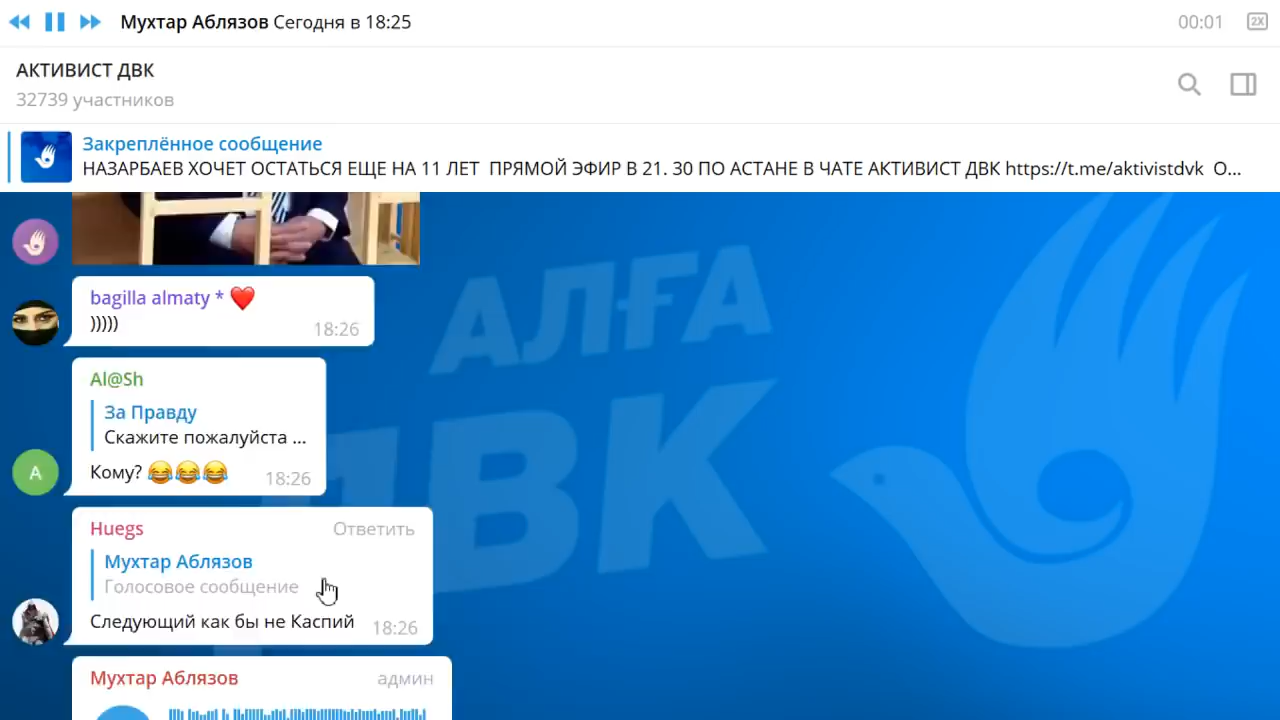 Мухтар Аблязов Сегодня в 18:25
00:01
2X
АКТИВИСТ ДВК
32739 участников
Закреплённое сообщение
НАЗАРБАЕВ ХОЧЕТ ОСТАТЬСЯ ЕЩЕ НА 11 ЛЕТ ПРЯМОЙ ЭФИР В 21. 30 ПО АСТАНЕ В ЧАТЕ АКТИВИСТ ДВК https://t.me/aktivistdvk О...
АЛҒА
ДВК
bagilla almaty * ❤️
)))))
18:26
Al@Sh
За Правду
Скажите пожалуйста ...
A
Кому? 😂😂😂
18:26
Huegs
Ответить
Мухтар Аблязов
Голосовое сообщение
Следующий как бы не Каспий
18:26
Мухтар Аблязов
админ